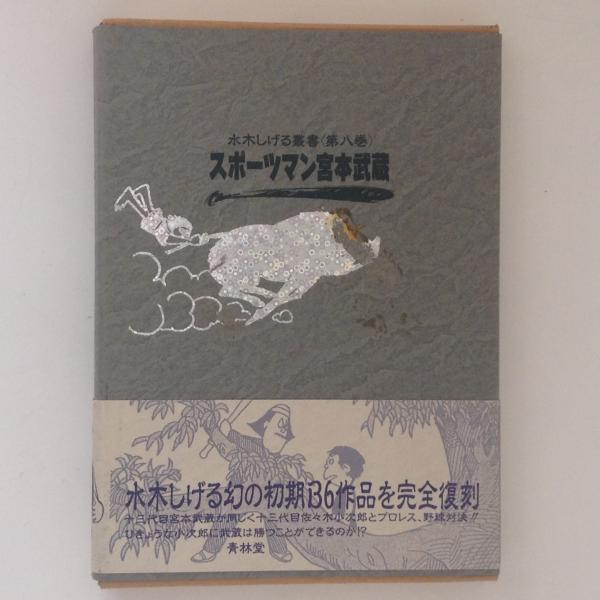 水木しげる叢書〈第八巻〉
スポーツマン宮本武蔵
水木しげる幻の初期136作品を完全復刻
十三代目宮本武蔵が同じく十三代目佐々木小次郎とプロレス、野球対決!!
ひきょうな小次郎に武蔵は勝つことができるのか!?
青林堂